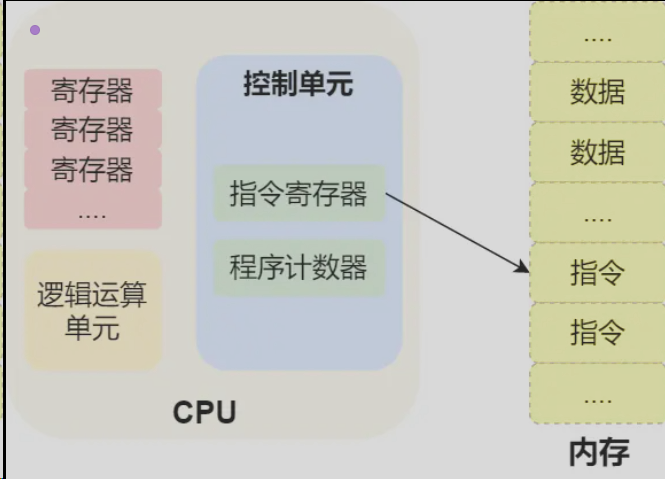 寄存器
寄存器
寄存器
....
逻辑运算
单元
控制单元
指令寄存器
程序计数器
CPU
....
数据
数据
....
指令
指令
....
内存